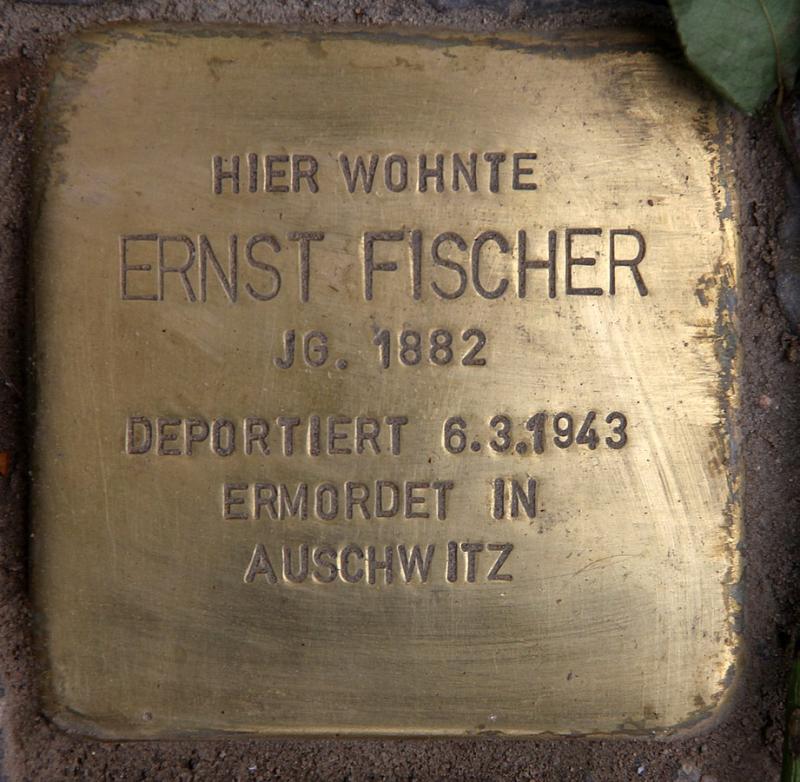 HIER WOHNTE
ERNST FISCHER
JG. 1882
DEPORTIERT 6.3.1943
ERMORDET IN
AUSCHWITZ